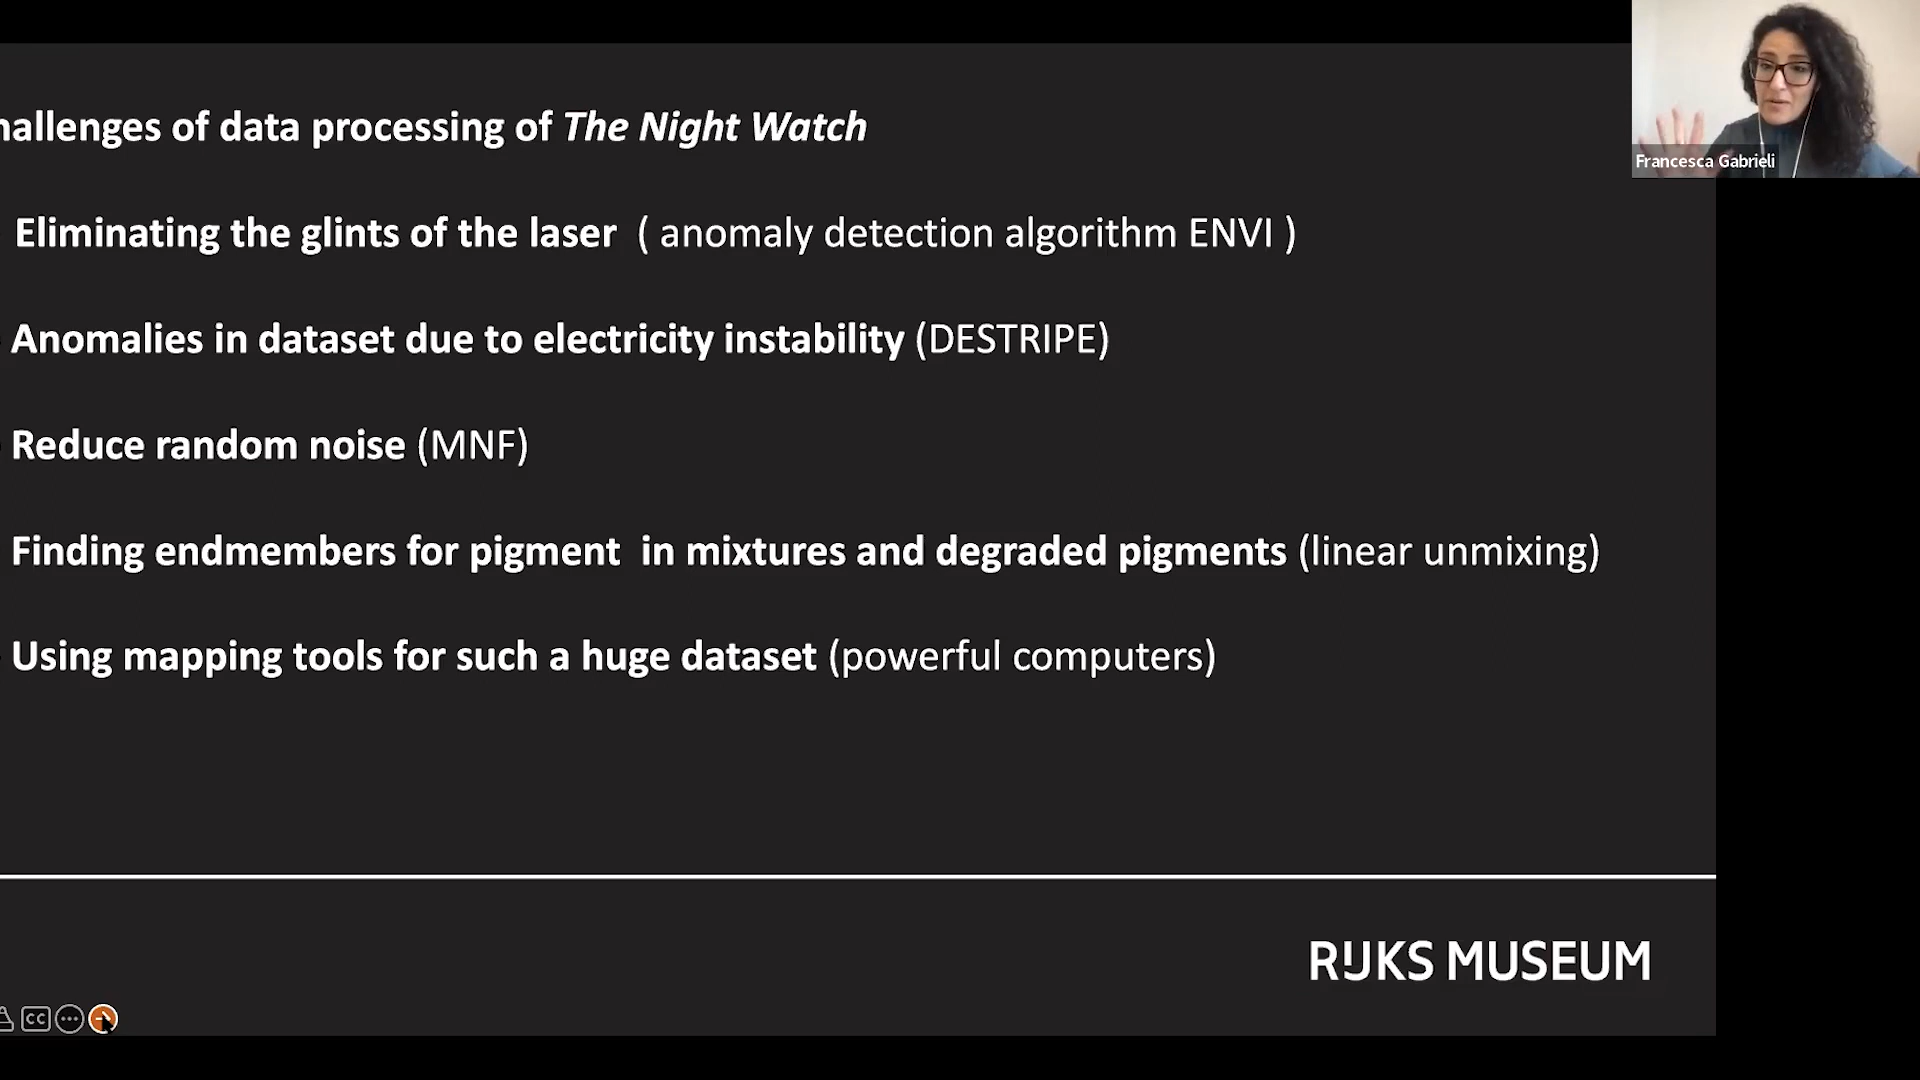 hallenges of data processing of The Night Watch
Francesca Gabrieli
Eliminating the glints of the laser ( anomaly detection algorithm ENVI )
Anomalies in dataset due to electricity instability (DESTRIPE)
Reduce random noise (MNF)
Finding endmembers for pigment in mixtures and degraded pigments (linear unmixing)
Using mapping tools for such a huge dataset (powerful computers)
RIJKS MUSEUM
CC